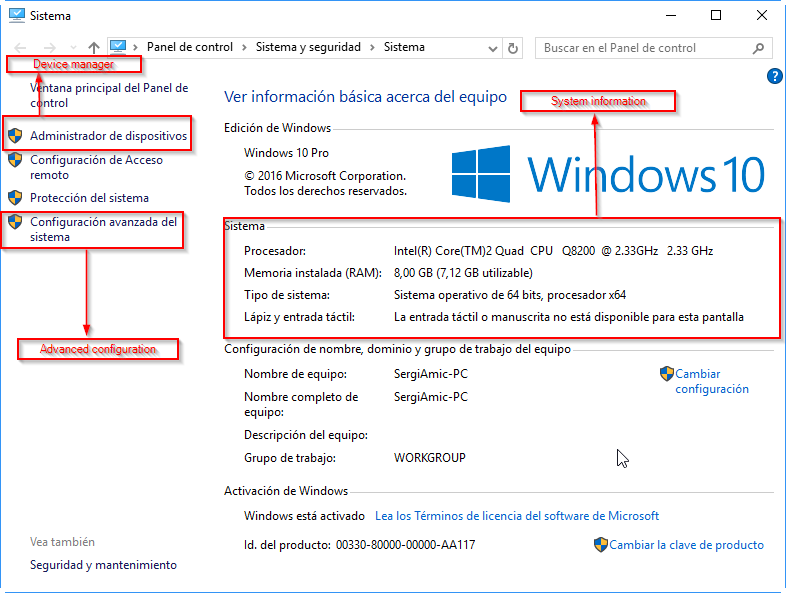 Sistema
Panel de control > Sistema y seguridad > Sistema
Buscar en el Panel de control
Device manager
Ventana principal del Panel de
control
Administrador de dispositivos
Configuración de Acceso
remoto
Protección del sistema
Configuración avanzada del
sistema
Advanced configuration
Ver información básica acerca del equipo
System information
Edición de Windows
Windows 10 Pro
© 2016 Microsoft Corporation.
Todos los derechos reservados.
Windows 10
Sistema
Procesador: Intel(R) Core(TM)2 Quad CPU Q8200 @ 2.33GHz 2.33 GHz
Memoria instalada (RAM): 8,00 GB (7,12 GB utilizable)
Tipo de sistema: Sistema operativo de 64 bits, procesador x64
Lápiz y entrada táctil: La entrada táctil o manuscrita no está disponible para esta pantalla
Configuración de nombre, dominio y grupo de trabajo del equipo
Nombre de equipo: SergiAmic-PC
Cambiar
configuración
Nombre completo de
equipo: SergiAmic-PC
Descripción del equipo:
Grupo de trabajo: WORKGROUP
Activación de Windows
Windows está activado Lea los Términos de licencia del software de Microsoft
Id. del producto: 00330-80000-00000-AA117
Cambiar la clave de producto
Vea también
Seguridad y mantenimiento